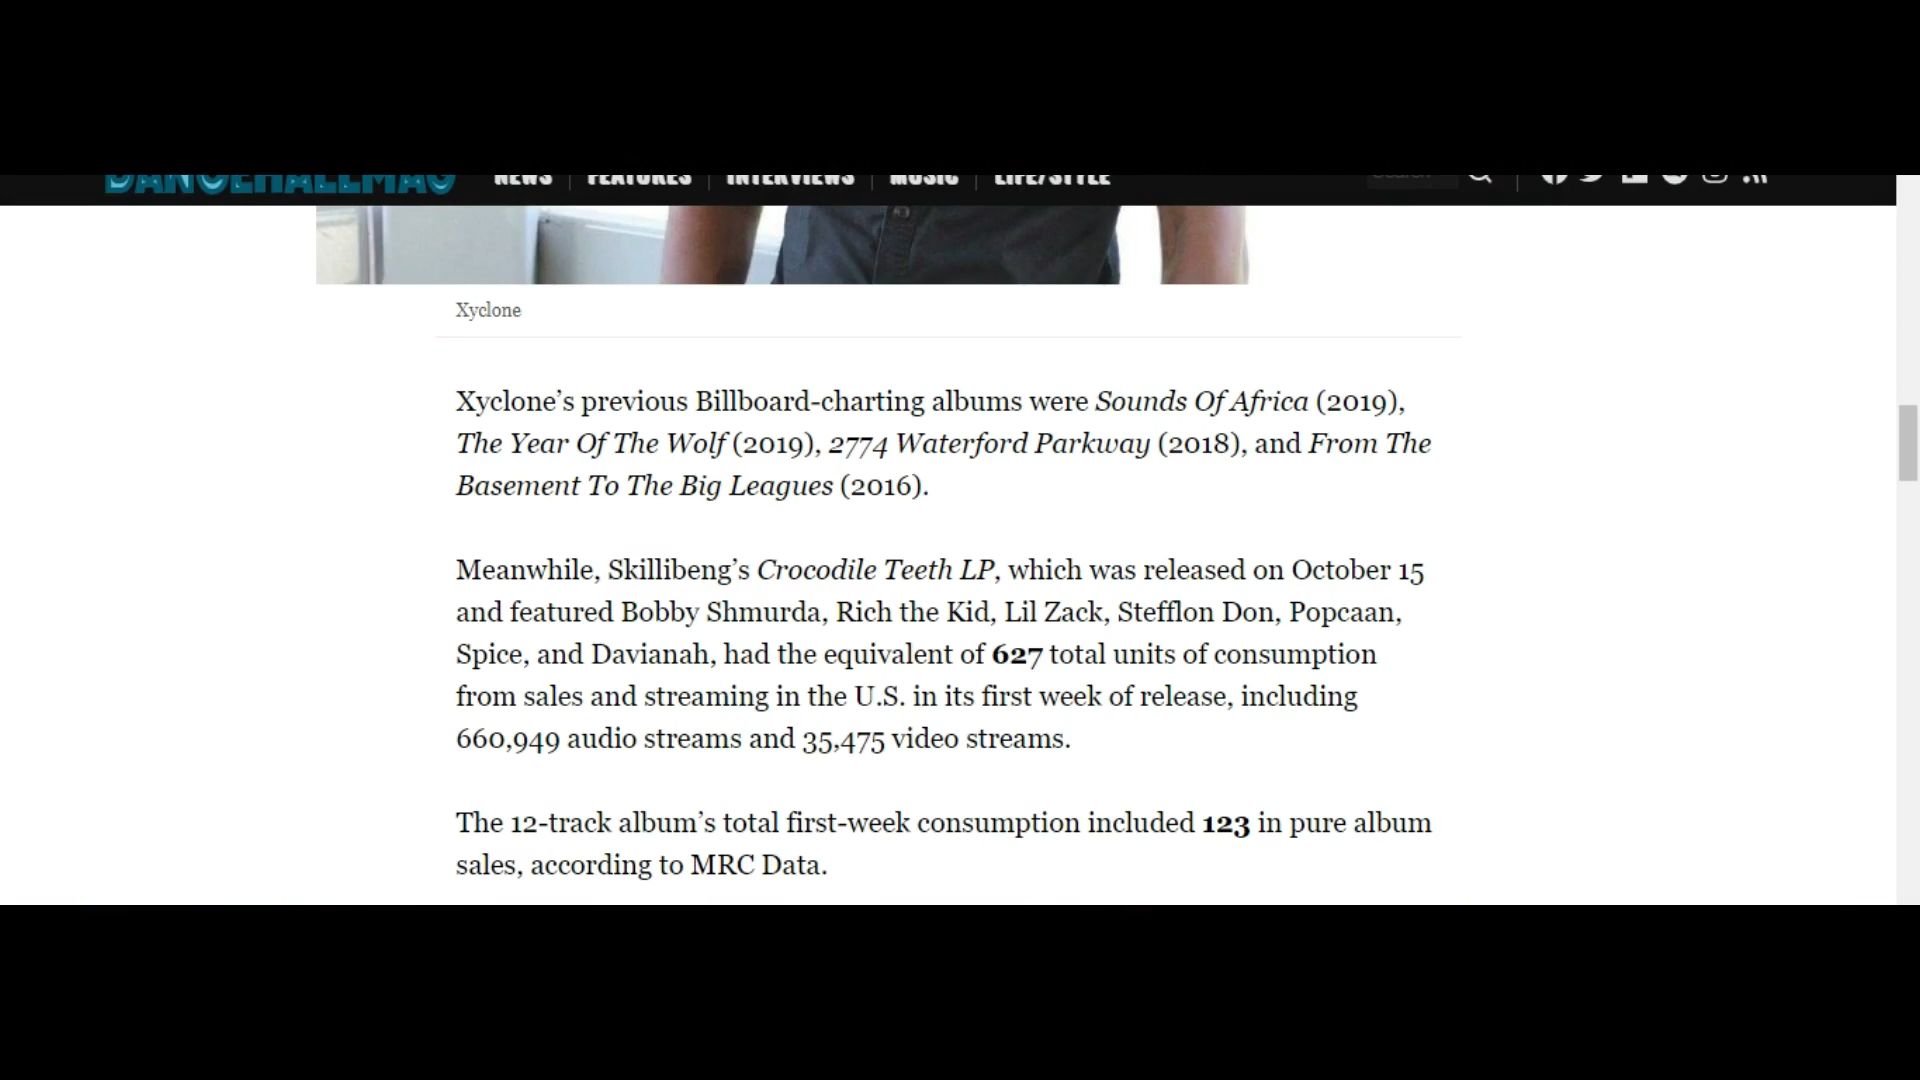 DANCEHALLMAG NEWS FEATURES INTERVIEWS MUSIC LIFE/STYLE Search
Xyclone
Xyclone’s previous Billboard-charting albums were Sounds Of Africa (2019),
The Year Of The Wolf (2019), 2774 Waterford Parkway (2018), and From The
Basement To The Big Leagues (2016).
Meanwhile, Skillibeng’s Crocodile Teeth LP, which was released on October 15
and featured Bobby Shmurda, Rich the Kid, Lil Zack, Stefflon Don, Popcaan,
Spice, and Davianah, had the equivalent of 627 total units of consumption
from sales and streaming in the U.S. in its first week of release, including
660,949 audio streams and 35,475 video streams.
The 12-track album’s total first-week consumption included 123 in pure album
sales, according to MRC Data.